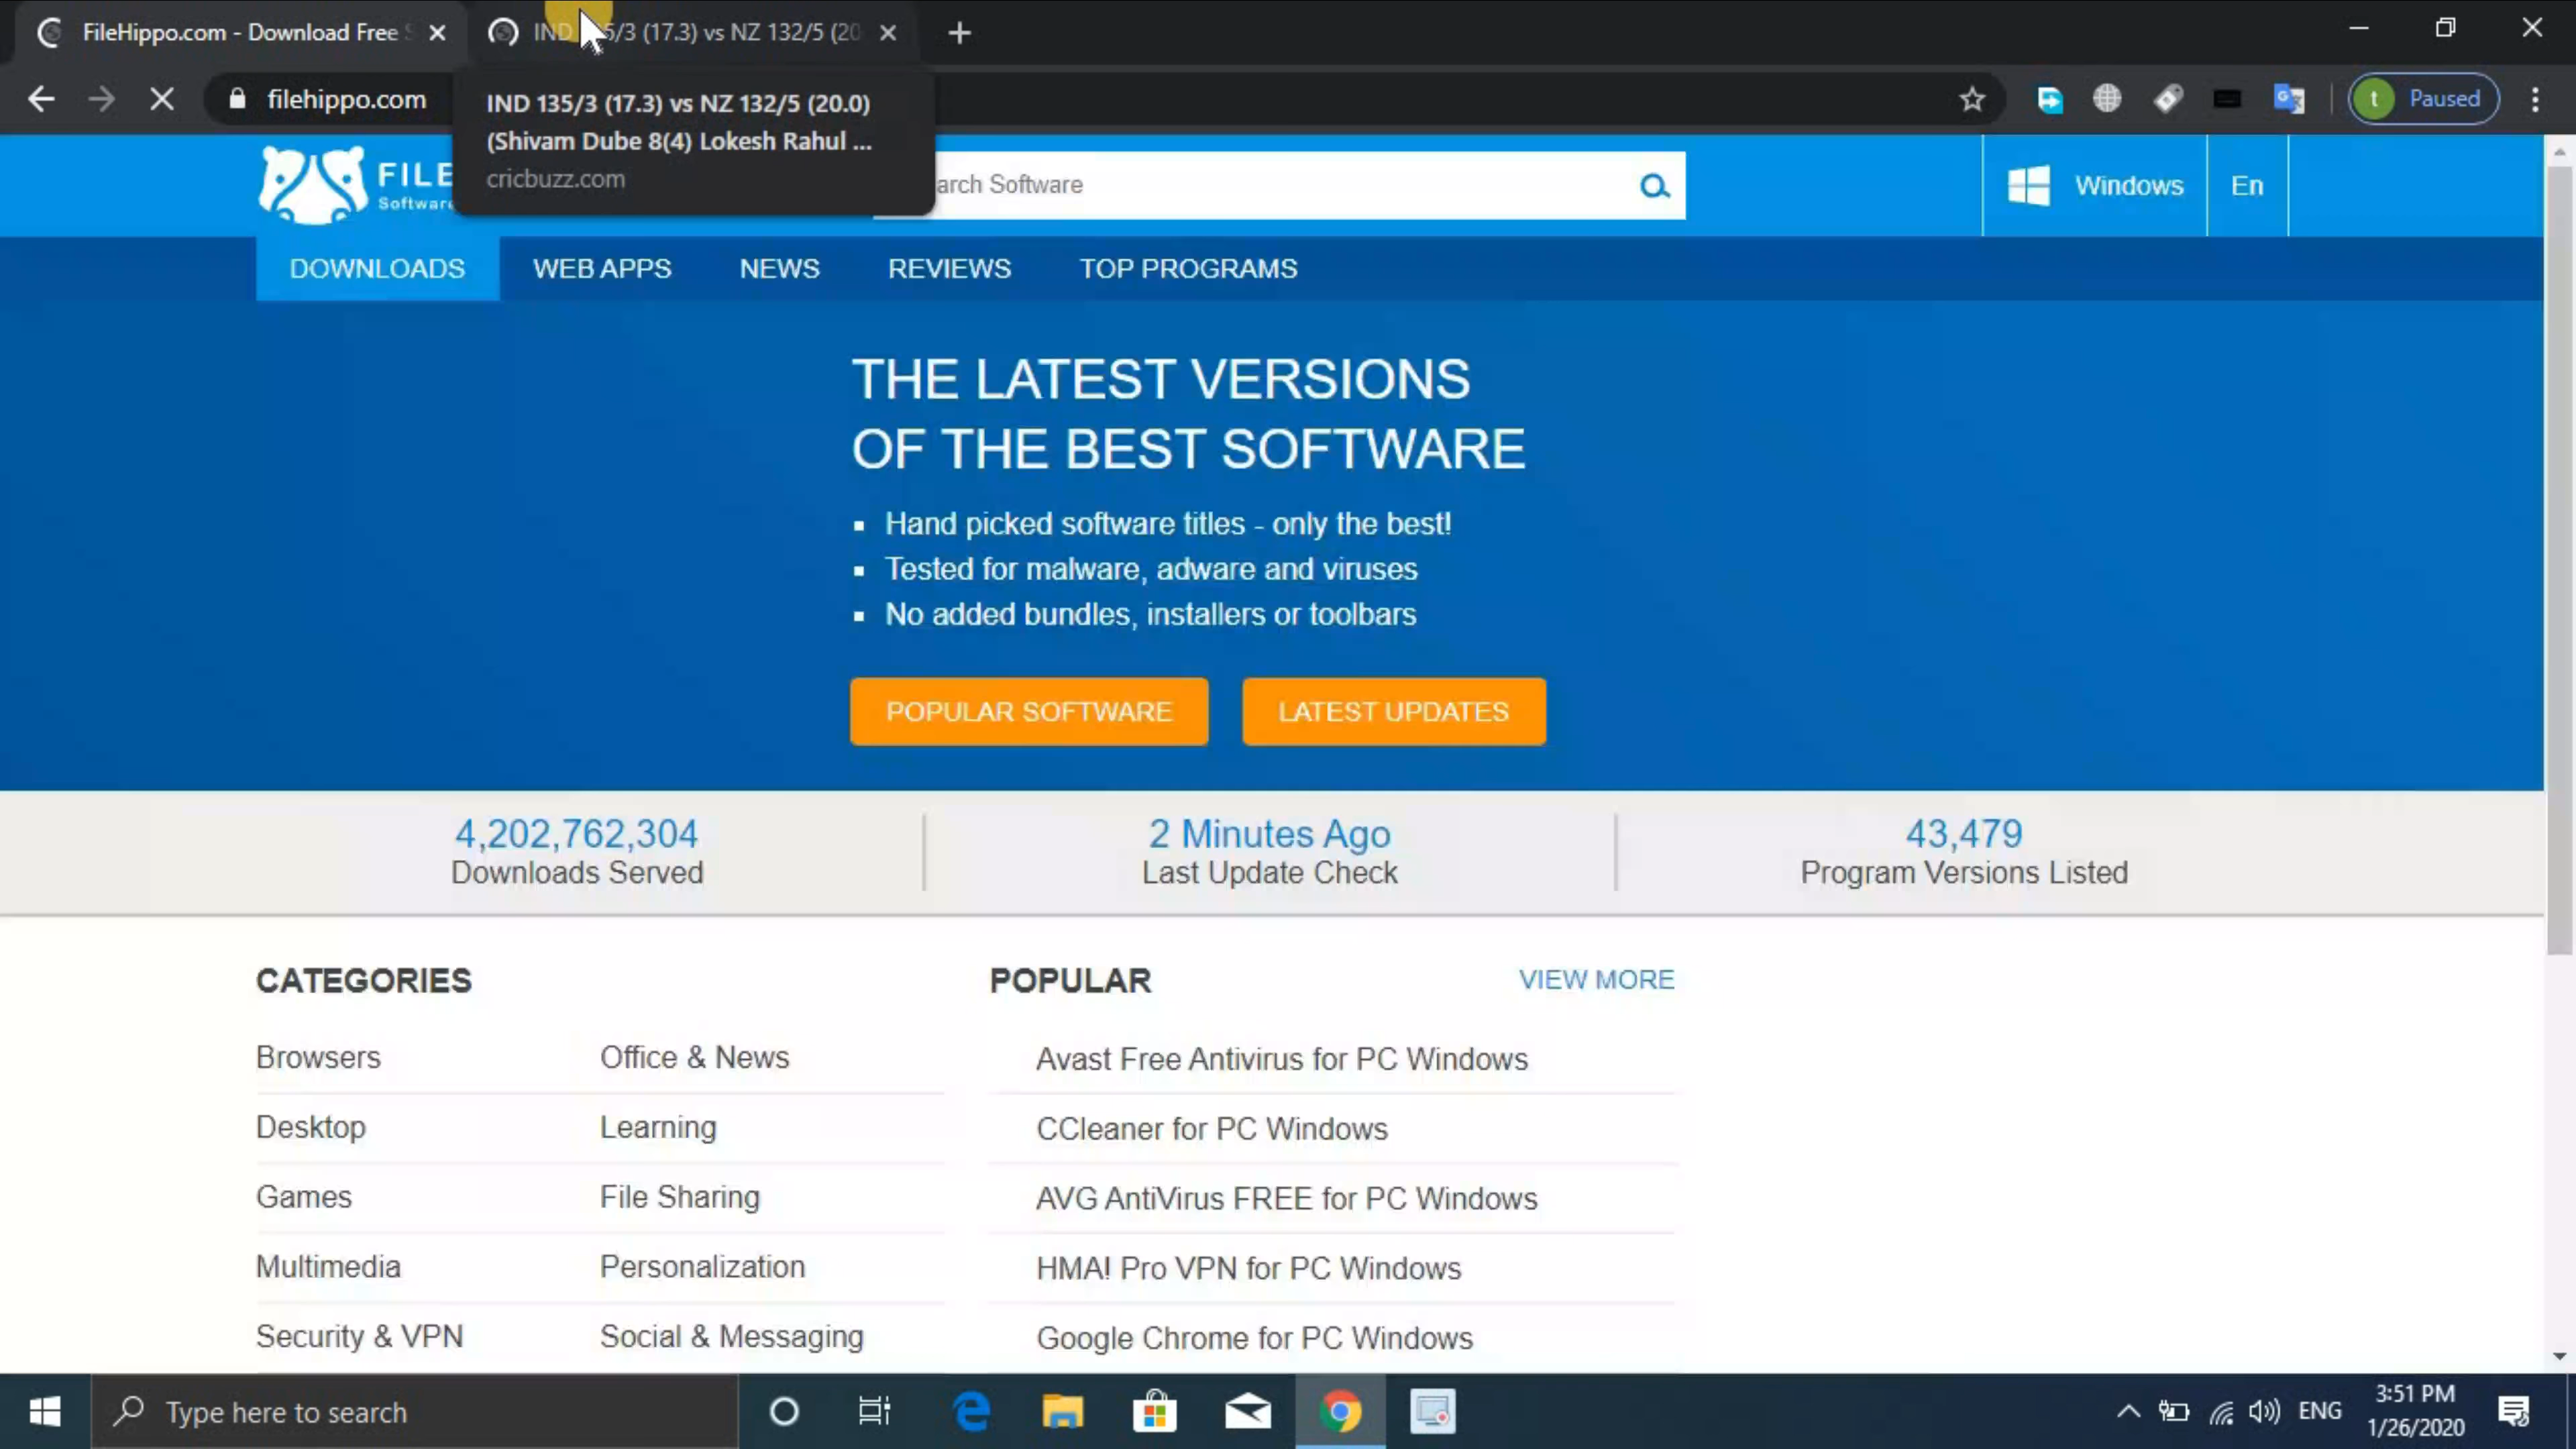 FileHippo.com - Download Free
IND 5/3 (17.3) vs NZ 132/5 (20
filehippo.com
t Paused
IND 135/3 (17.3) vs NZ 132/5 (20.0)
(Shivam Dube 8(4) Lokesh Rahul ...
cricbuzz.com
FILE
Software
arch Software
Windows
En
DOWNLOADS
WEB APPS
NEWS
REVIEWS
TOP PROGRAMS
THE LATEST VERSIONS
OF THE BEST SOFTWARE
▪ Hand picked software titles - only the best!
▪ Tested for malware, adware and viruses
▪ No added bundles, installers or toolbars
POPULAR SOFTWARE
LATEST UPDATES
4,202,762,304
Downloads Served
2 Minutes Ago
Last Update Check
43,479
Program Versions Listed
CATEGORIES
Browsers
Office & News
Desktop
Learning
Games
File Sharing
Multimedia
Personalization
Security & VPN
Social & Messaging
POPULAR
VIEW MORE
Avast Free Antivirus for PC Windows
CCleaner for PC Windows
AVG AntiVirus FREE for PC Windows
HMA! Pro VPN for PC Windows
Google Chrome for PC Windows
Type here to search
ENG
3:51 PM
1/26/2020